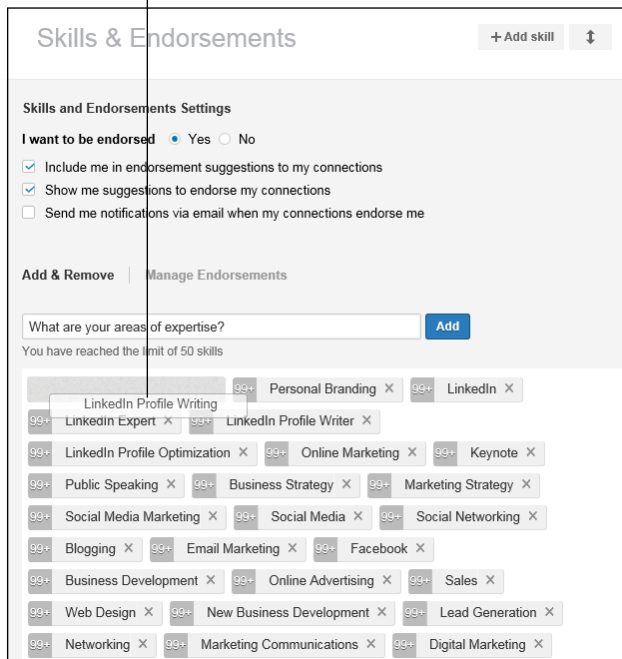 Skills & Endorsements
+ Add skill
Skills and Endorsements Settings
I want to be endorsed Yes No
Include me in endorsement suggestions to my connections
Show me suggestions to endorse my connections
Send me notifications via email when my connections endorse me
Add & Remove Manage Endorsements
What are your areas of expertise? Add
You have reached the limit of 50 skills
99+ Personal Branding × 99+ LinkedIn ×
LinkedIn Profile Writing
99+ LinkedIn Expert × 99+ LinkedIn Profile Writer ×
99+ LinkedIn Profile Optimization × 99+ Online Marketing × 99+ Keynote ×
99+ Public Speaking × 99+ Business Strategy × 99+ Marketing Strategy ×
99+ Social Media Marketing × 99+ Social Media × 99+ Social Networking ×
99+ Blogging × 99+ Email Marketing × 99+ Facebook ×
99+ Business Development × 99+ Online Advertising × 99+ Sales ×
99+ Web Design × 99+ New Business Development × 99+ Lead Generation ×
99+ Networking × 99+ Marketing Communications × 99+ Digital Marketing ×